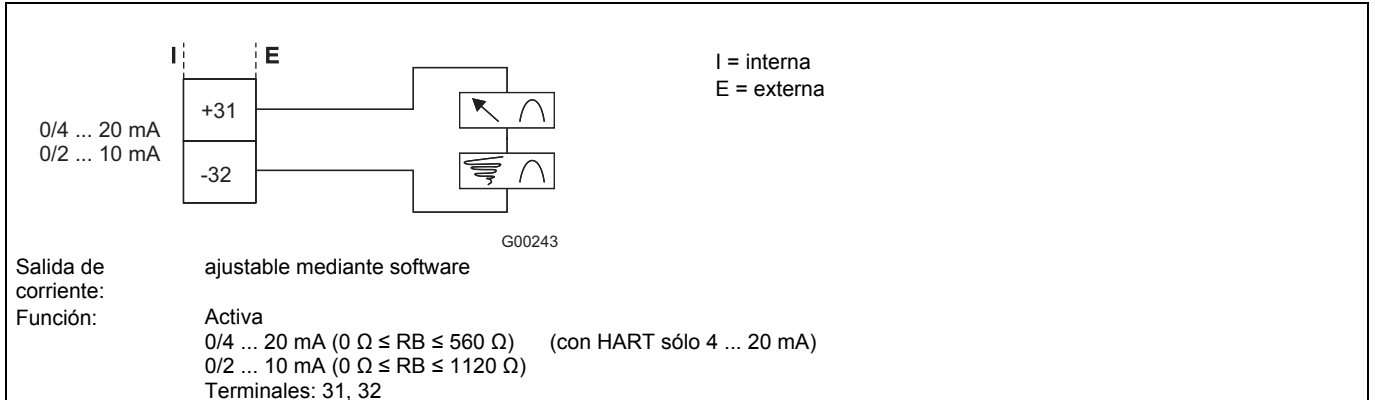 I E
I = interna
E = externa
+31
0/4 ... 20 mA
0/2 ... 10 mA
-32
G00243
Salida de corriente: ajustable mediante software
Función: Activa
0/4 ... 20 mA (0 Ω ≤ RB ≤ 560 Ω) (con HART sólo 4 ... 20 mA)
0/2 ... 10 mA (0 Ω ≤ RB ≤ 1120 Ω)
Terminales: 31, 32